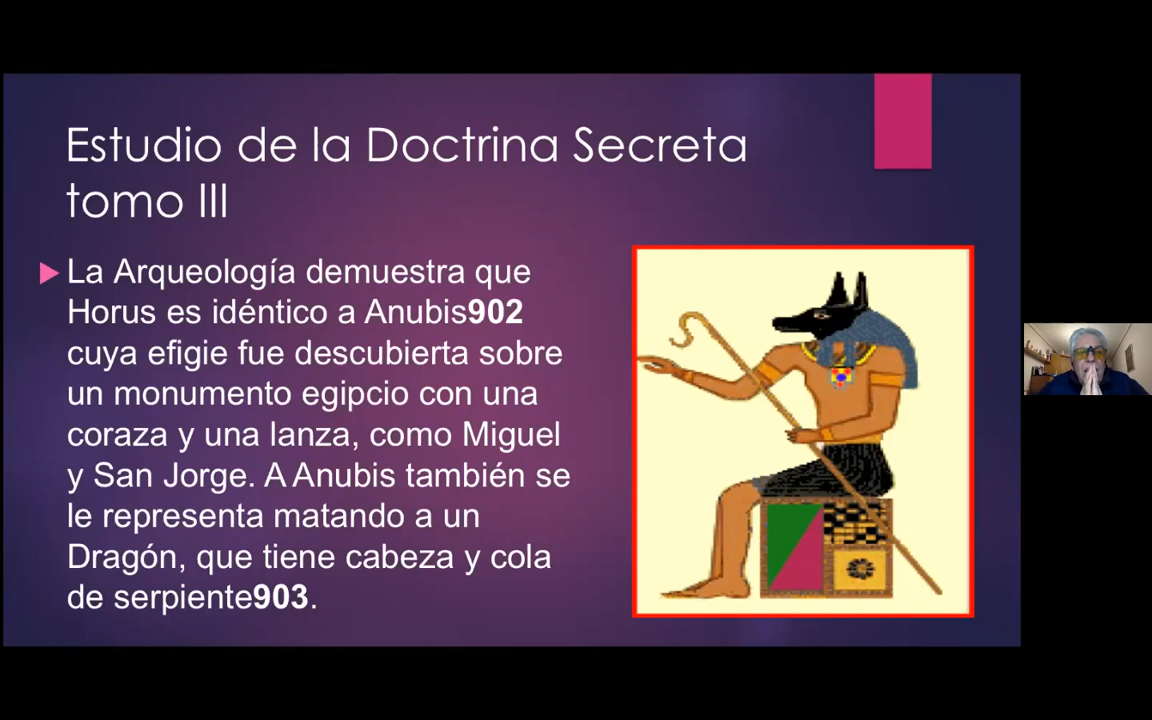 Estudio de la Doctrina Secreta
tomo III
La Arqueología demuestra que
Horus es idéntico a Anubis902
cuya efigie fue descubierta sobre
un monumento egipcio con una
coraza y una lanza, como Miguel
y San Jorge. A Anubis también se
le representa matando a un
Dragón, que tiene cabeza y cola
de serpiente903.